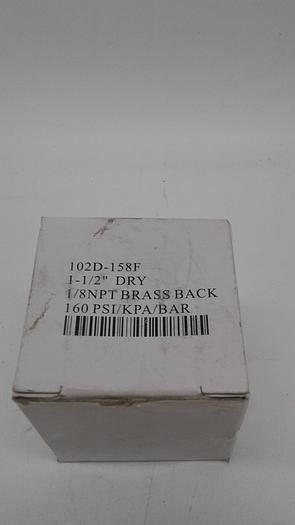 102D-158F
1-1/2" DRY
1/8NPT BRASS BACK
160 PSI/KPA/BAR